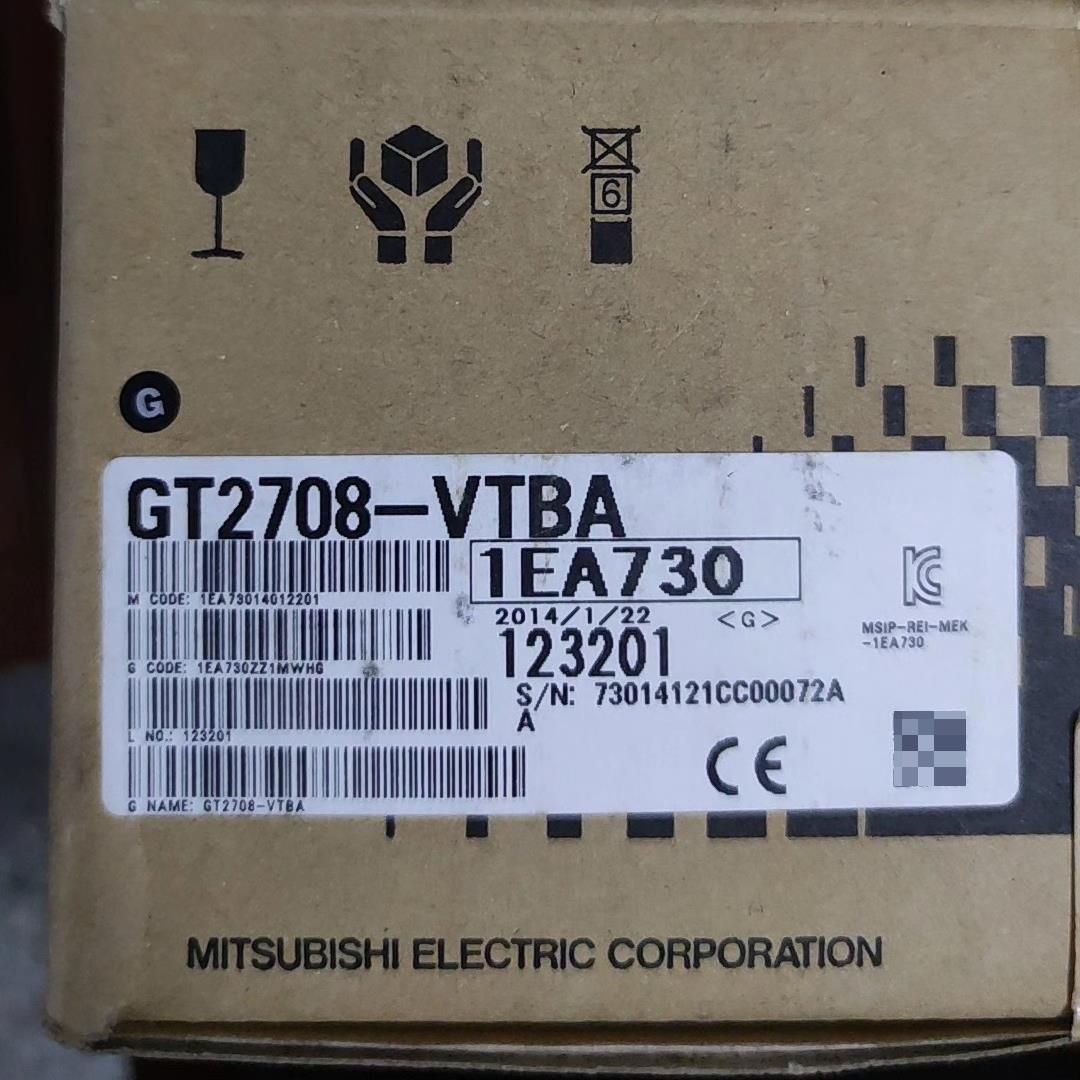 6
G
GT2708-VTBA
1EA730
M CODE: 1EA73014012201
2014/1/22 <G>
123201
MSIP-REI-MEK
-1EA730
G CODE: 1EA730ZZ1MWHG
S/N: 73014121CC00072A
A
L NO.: 123201
CE
G NAME: GT2708-VTBA
MITSUBISHI ELECTRIC CORPORATION